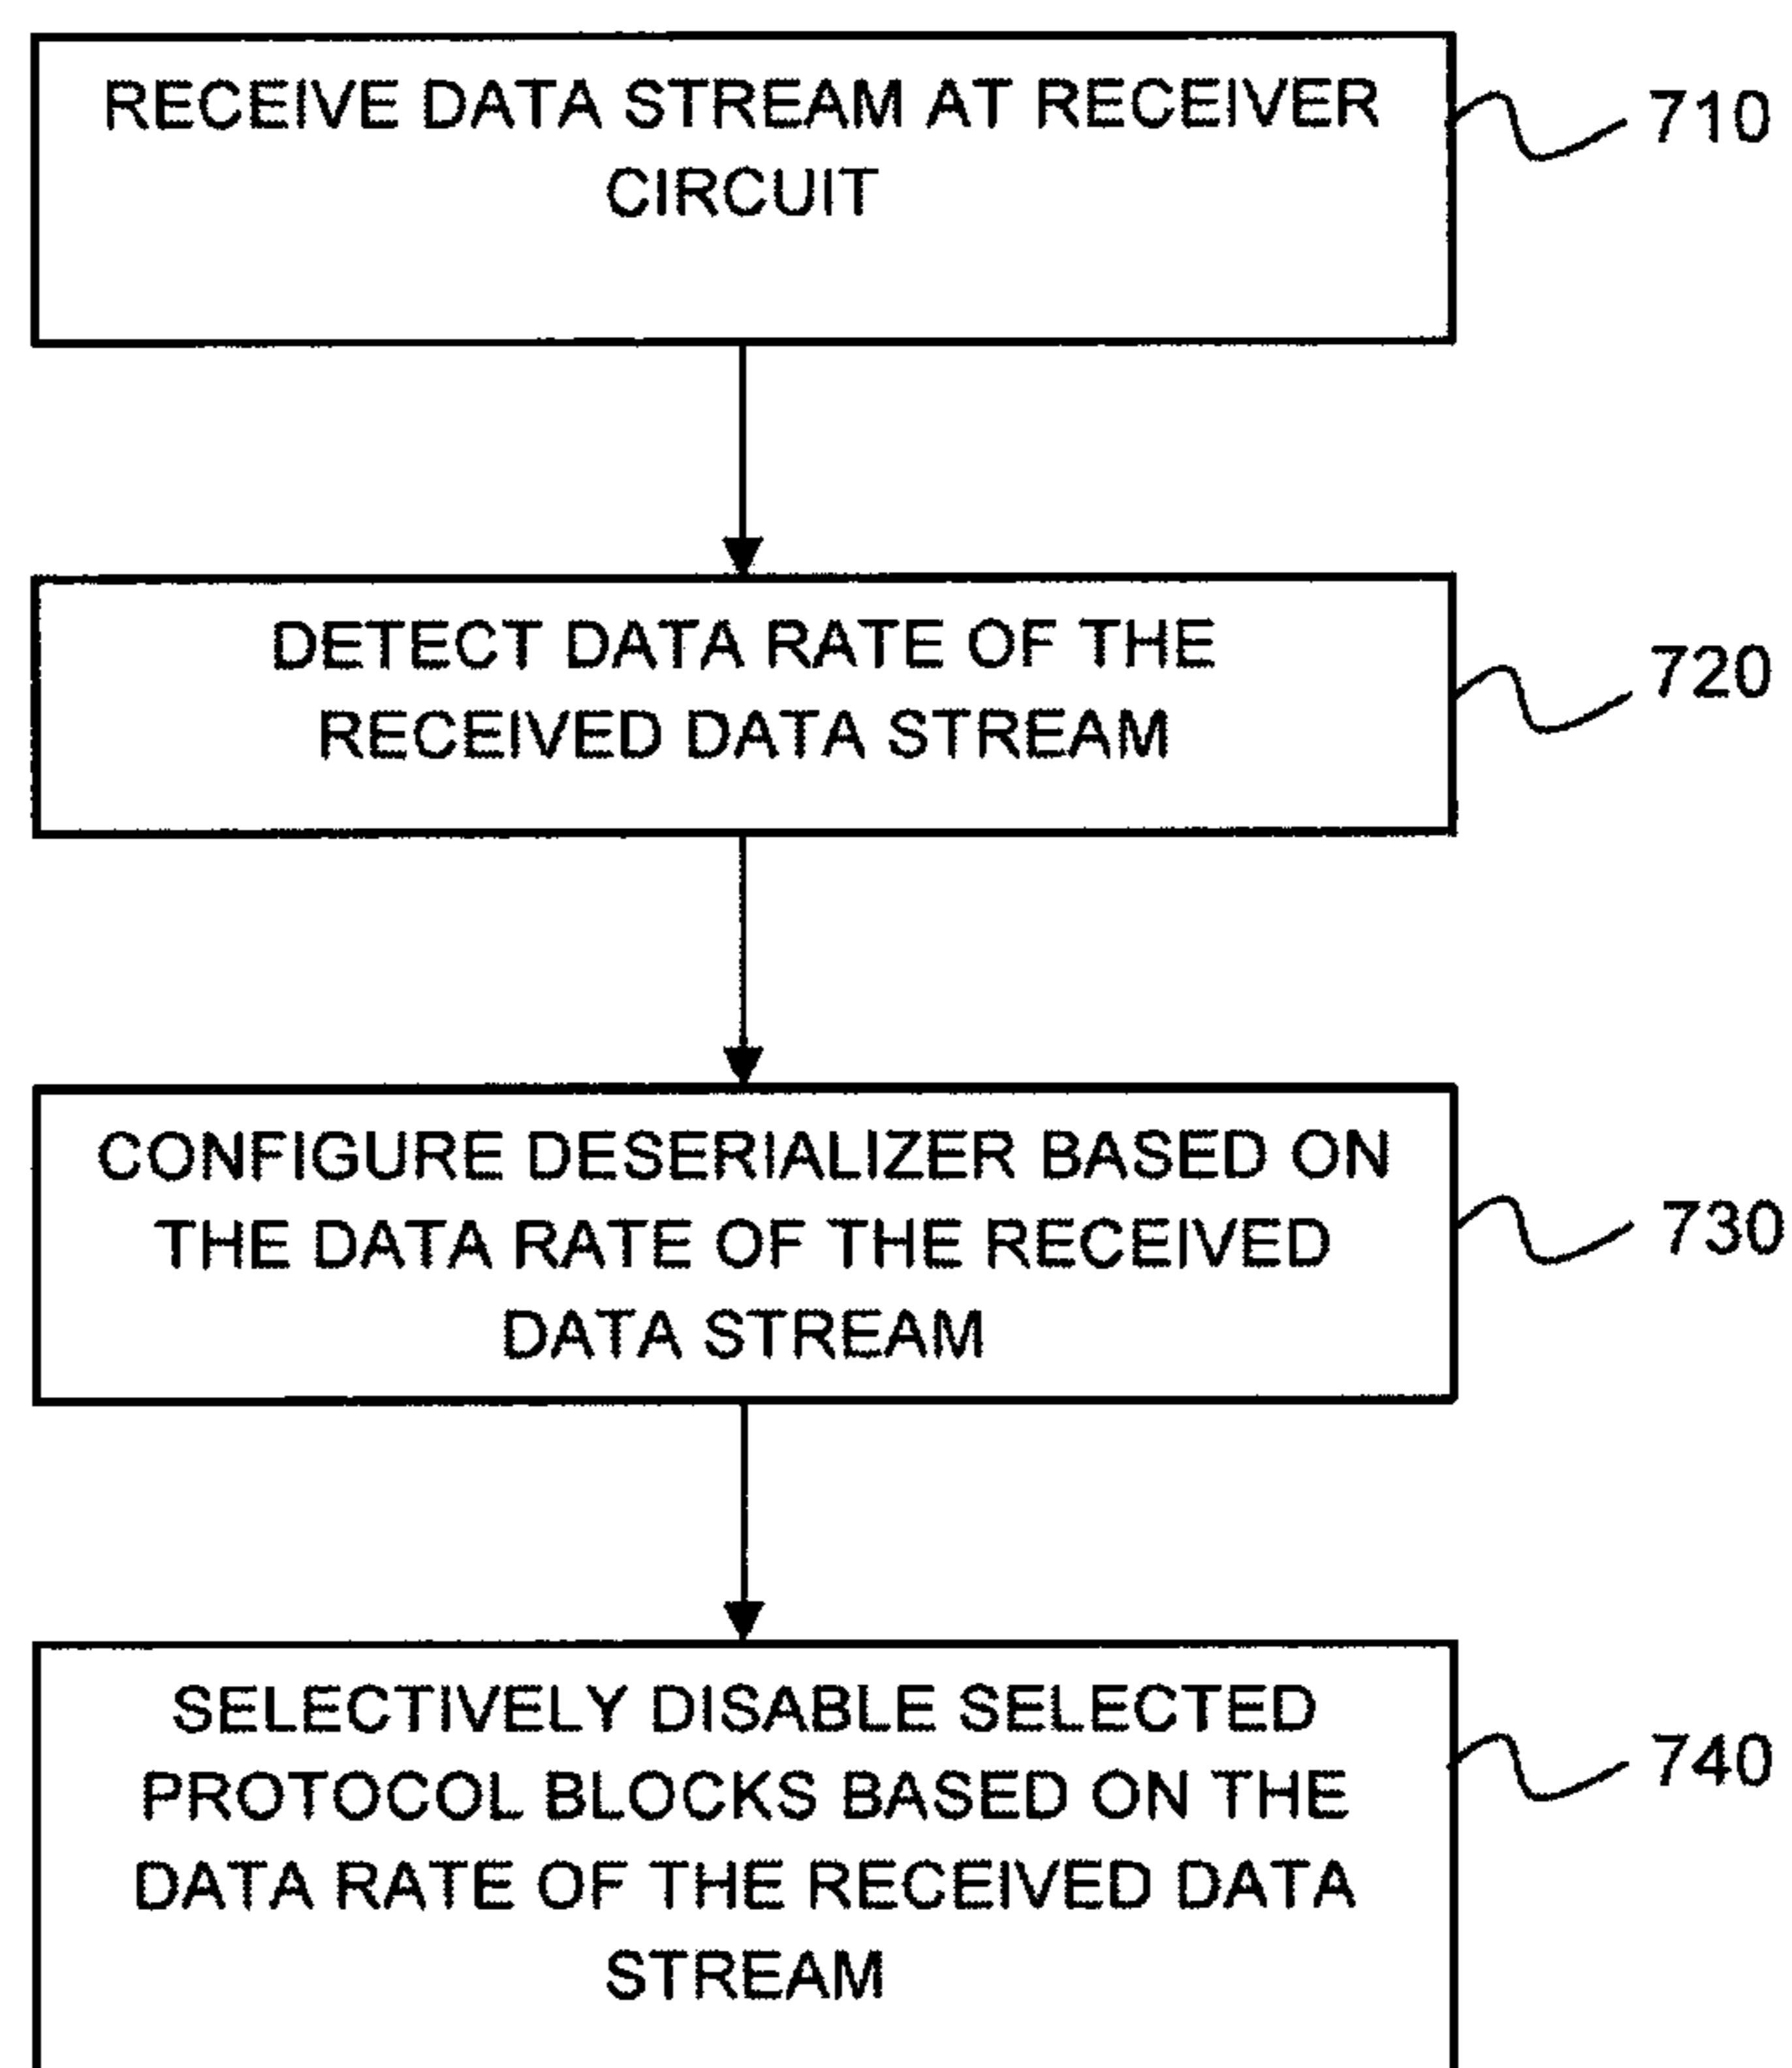 RECEIVE DATA STREAM AT RECEIVER
CIRCUIT
710
DETECT DATA RATE OF THE
RECEIVED DATA STREAM
720
CONFIGURE DESERIALIZER BASED ON
THE DATA RATE OF THE RECEIVED
DATA STREAM
730
SELECTIVELY DISABLE SELECTED
PROTOCOL BLOCKS BASED ON THE
DATA RATE OF THE RECEIVED DATA
STREAM
740